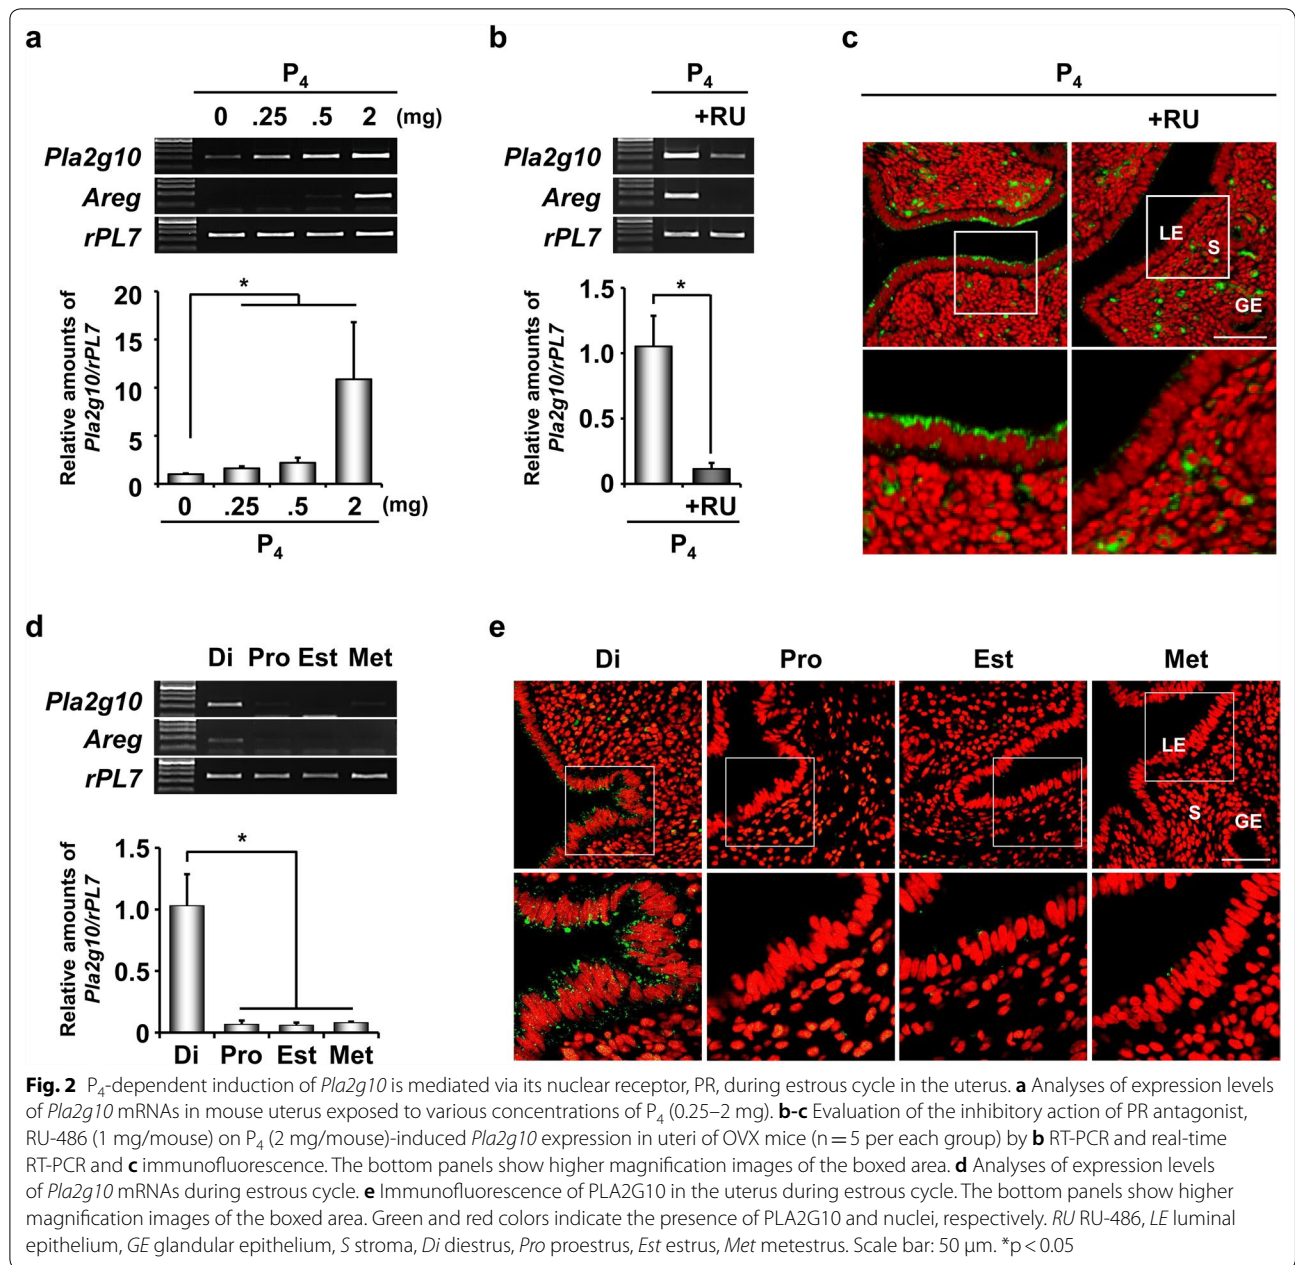 a
P4
0 .25 .5 2 (mg)
Pla2g10
Areg
rPL7
Relative amounts of
Pla2g10/rPL7
20
15
10
5
0
*
0 .25 .5 2 (mg)
P4
b
P4
+RU
Pla2g10
Areg
rPL7
Relative amounts of
Pla2g10/rPL7
1.5
1.0
0.5
0
*
+RU
P4
c
P4
+RU
LE
S
GE
d
Di Pro Est Met
Pla2g10
Areg
rPL7
Relative amounts of
Pla2g10/rPL7
1.5
1.0
0.5
0
*
Di Pro Est Met
e
Di Pro Est Met
LE
S
GE
Fig. 2 P4-dependent induction of Pla2g10 is mediated via its nuclear receptor, PR, during estrous cycle in the uterus. a Analyses of expression levels
of Pla2g10 mRNAs in mouse uterus exposed to various concentrations of P4 (0.25–2 mg). b-c Evaluation of the inhibitory action of PR antagonist,
RU-486 (1 mg/mouse) on P4 (2 mg/mouse)-induced Pla2g10 expression in uteri of OVX mice (n = 5 per each group) by b RT-PCR and real-time
RT-PCR and c immunofluorescence. The bottom panels show higher magnification images of the boxed area. d Analyses of expression levels
of Pla2g10 mRNAs during estrous cycle. e Immunofluorescence of PLA2G10 in the uterus during estrous cycle. The bottom panels show higher
magnification images of the boxed area. Green and red colors indicate the presence of PLA2G10 and nuclei, respectively. RU RU-486, LE luminal
epithelium, GE glandular epithelium, S stroma, Di diestrus, Pro proestrus, Est estrus, Met metestrus. Scale bar: 50 μm. *p < 0.05